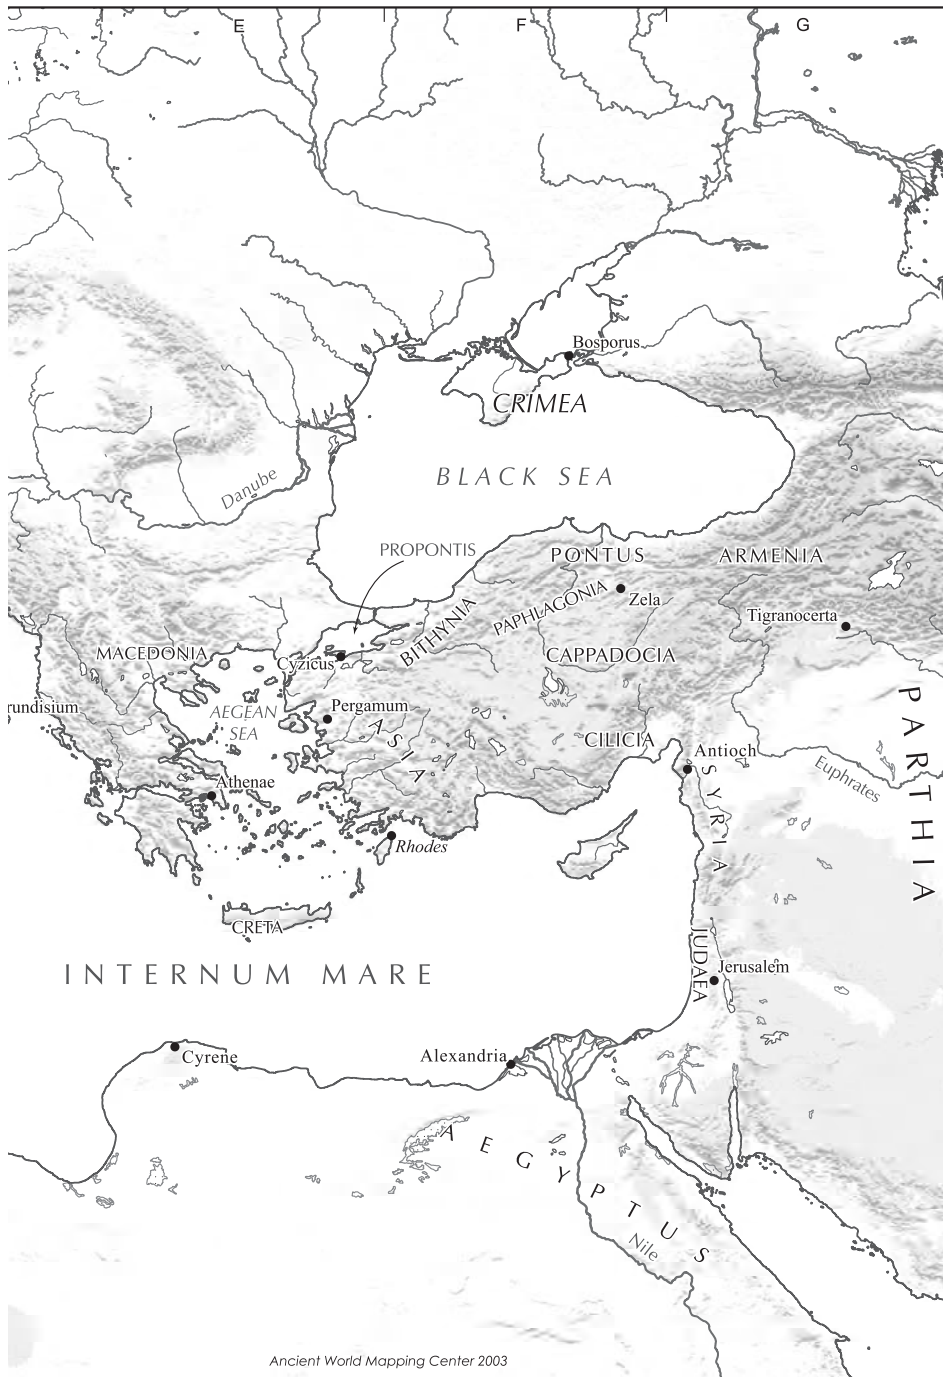 E F G
Bosporus
CRIMEA
BLACK SEA
Danube
PROPONTIS
PONTUS
ARMENIA
PAPHLAGONIA
Zela
BITHYNIA
Tigranocerta
MACEDONIA
Cyzicus
CAPPADOCIA
rundisium
AEGEAN
SEA
Pergamum
ASIA
CILICIA
Antioch
PARTHIA
Euphrates
SYRIA
Athenae
Rhodes
CRETA
JUDAEA
INTERNUM MARE
Jerusalem
Cyrene
Alexandria
AEGYPTUS
Nile
Ancient World Mapping Center 2003